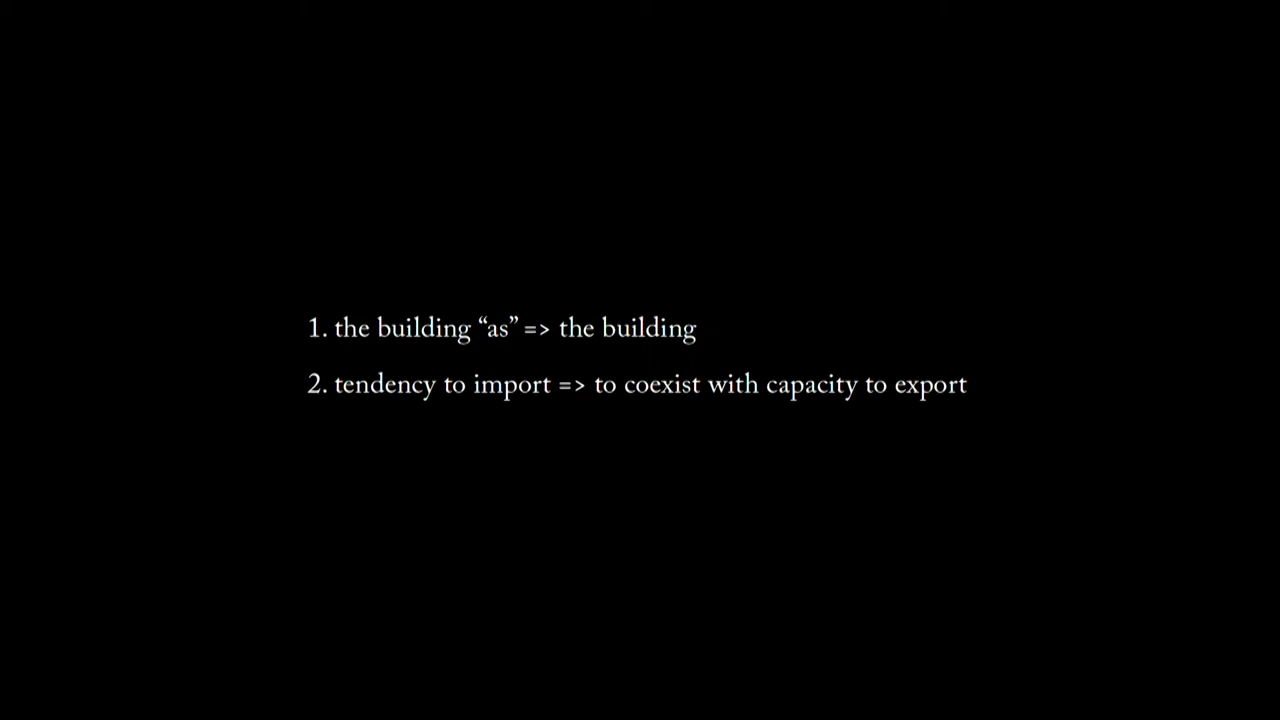 1. the building “as” => the building
2. tendency to import => to coexist with capacity to export